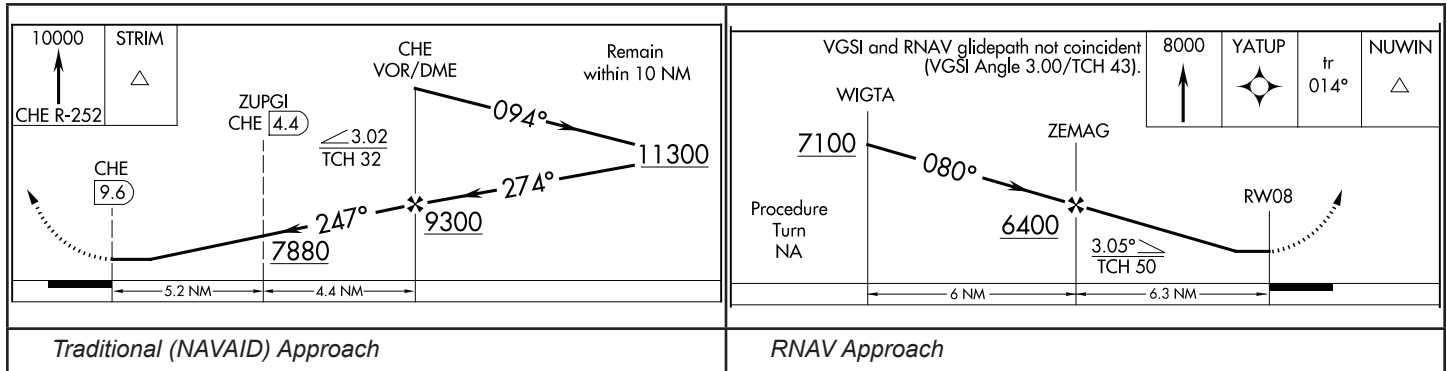 10000
CHE R-252
STRIM
CHE
VOR/DME
Remain
within 10 NM
ZUPGI
CHE 4.4
3.02
TCH 32
094°
11300
CHE
9.6
274°
247°
9300
7880
5.2 NM
4.4 NM
Traditional (NAVAID) Approach
VGSI and RNAV glidepath not coincident
(VGSI Angle 3.00/TCH 43).
8000
YATUP
tr
014°
NUWIN
WIGTA
7100
080°
ZEMAG
RW08
Procedure
Turn
NA
6400
3.05°
TCH 50
6 NM
6.3 NM
RNAV Approach